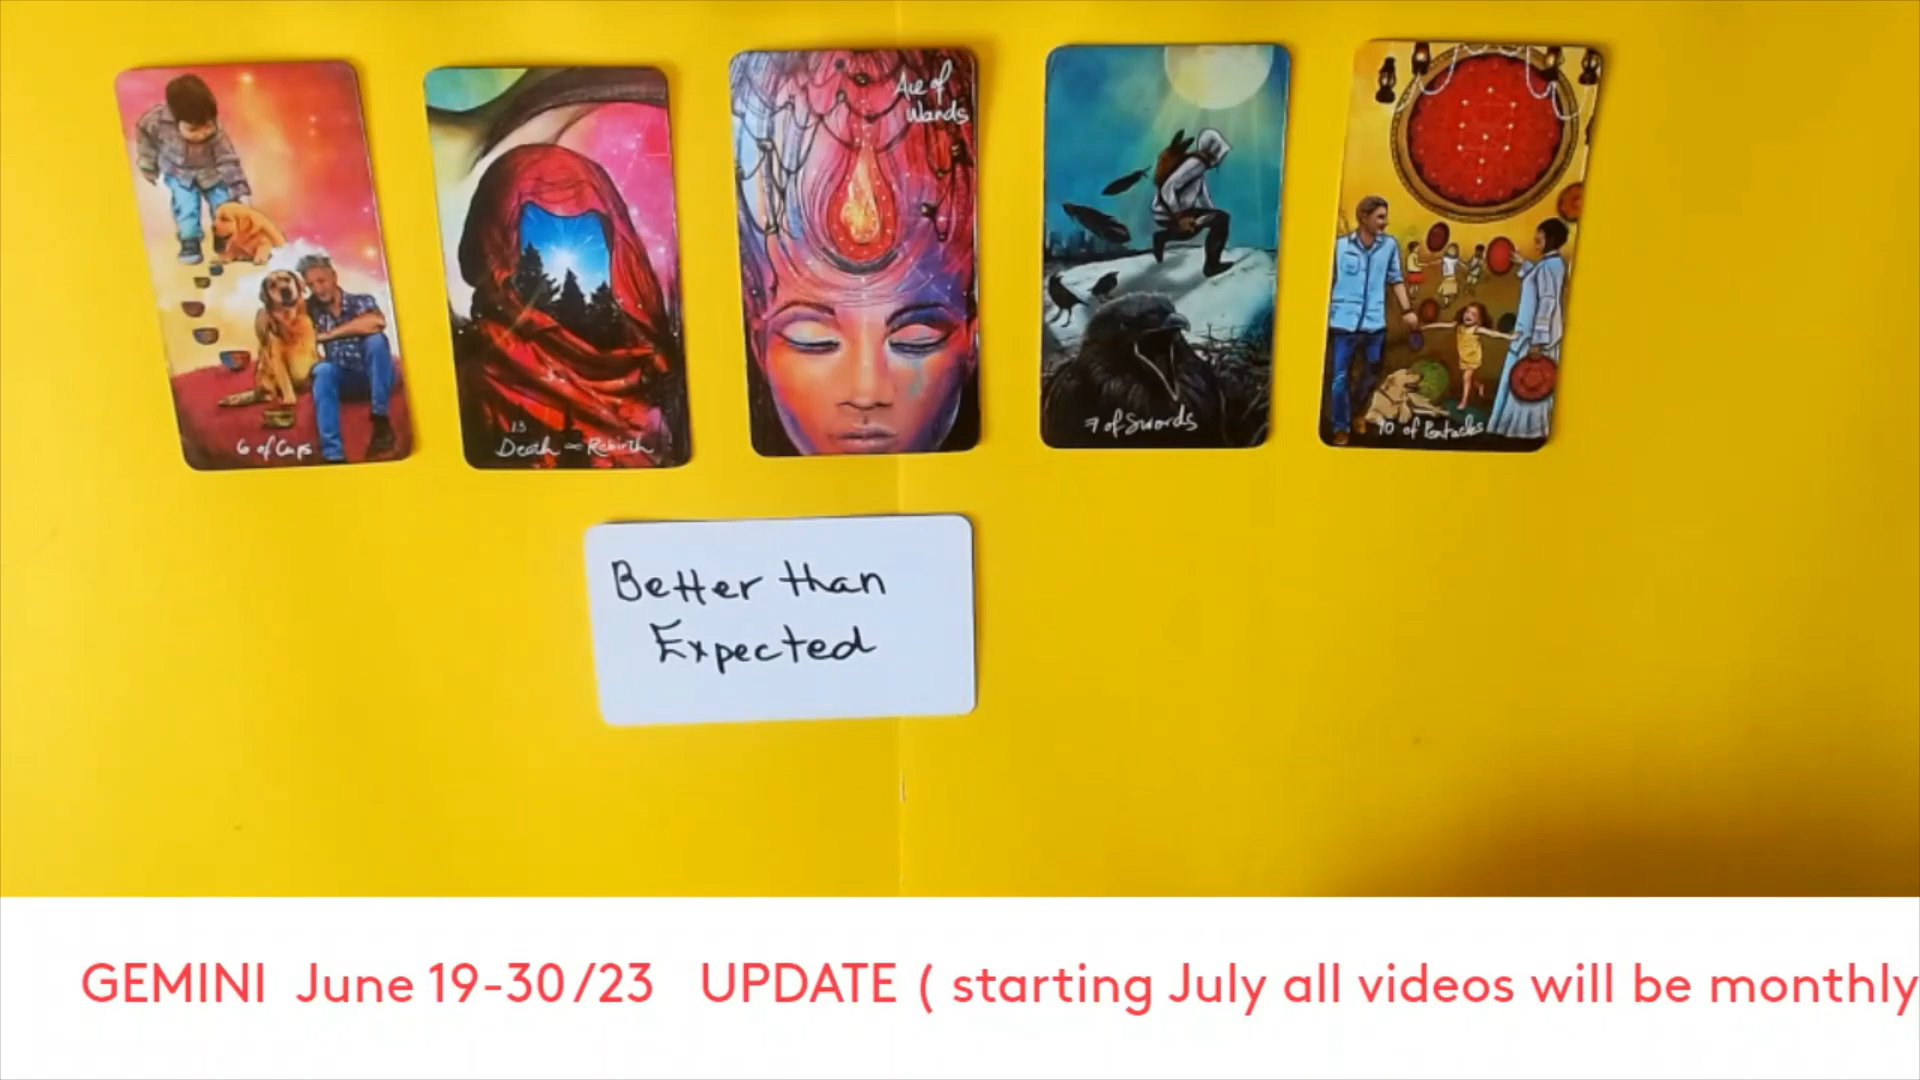 Ace of
Wands
6 of Cups
13
Death ∞ Rebirth
7 of Swords
10 of Pentacles
Better than
Expected
GEMINI June 19-30/23 UPDATE ( starting July all videos will be monthly